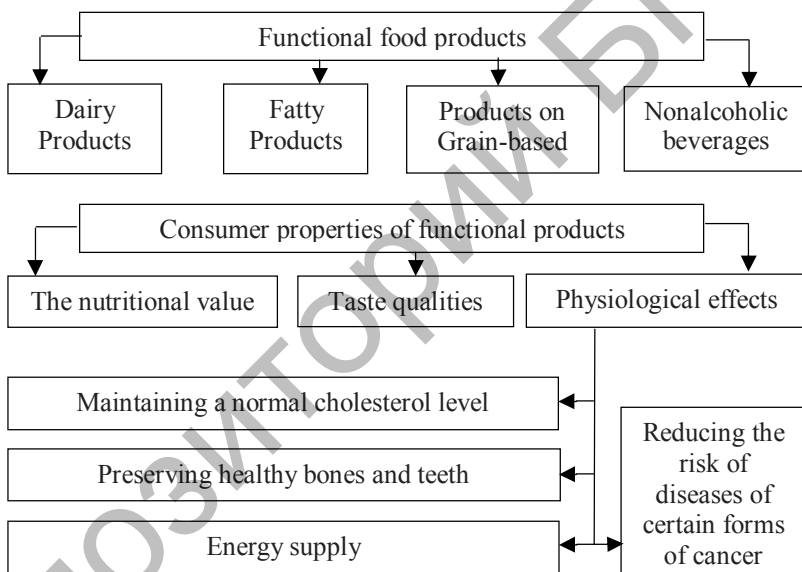 Functional food products
Dairy
Products
Fatty
Products
Products on
Grain-based
Nonalcoholic
beverages
Consumer properties of functional products
The nutritional value
Taste qualities
Physiological effects
Maintaining a normal cholesterol level
Preserving healthy bones and teeth
Energy supply
Reducing the
risk of
diseases of
certain forms
of cancer